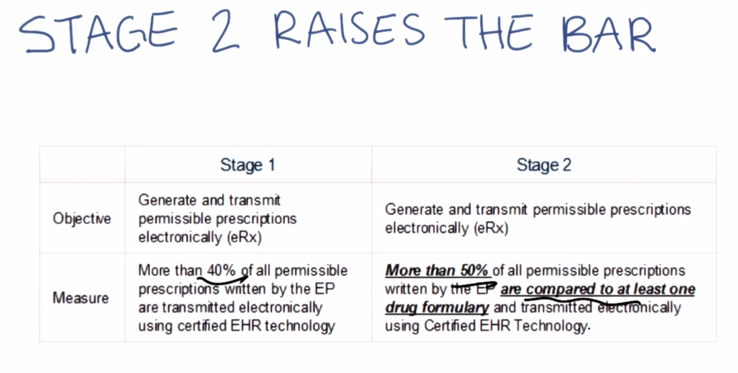 STAGE 2 RAISES THE BAR
Stage 1
Stage 2
Objective
Generate and transmit
permissible prescriptions
electronically (eRx)
Generate and transmit permissible prescriptions
electronically (eRx)
Measure
More than 40% of all permissible
prescriptions written by the EP
are transmitted electronically
using certified EHR technology
More than 50% of all permissible prescriptions
written by the EP are compared to at least one
drug formulary and transmitted electronically
using Certified EHR Technology.